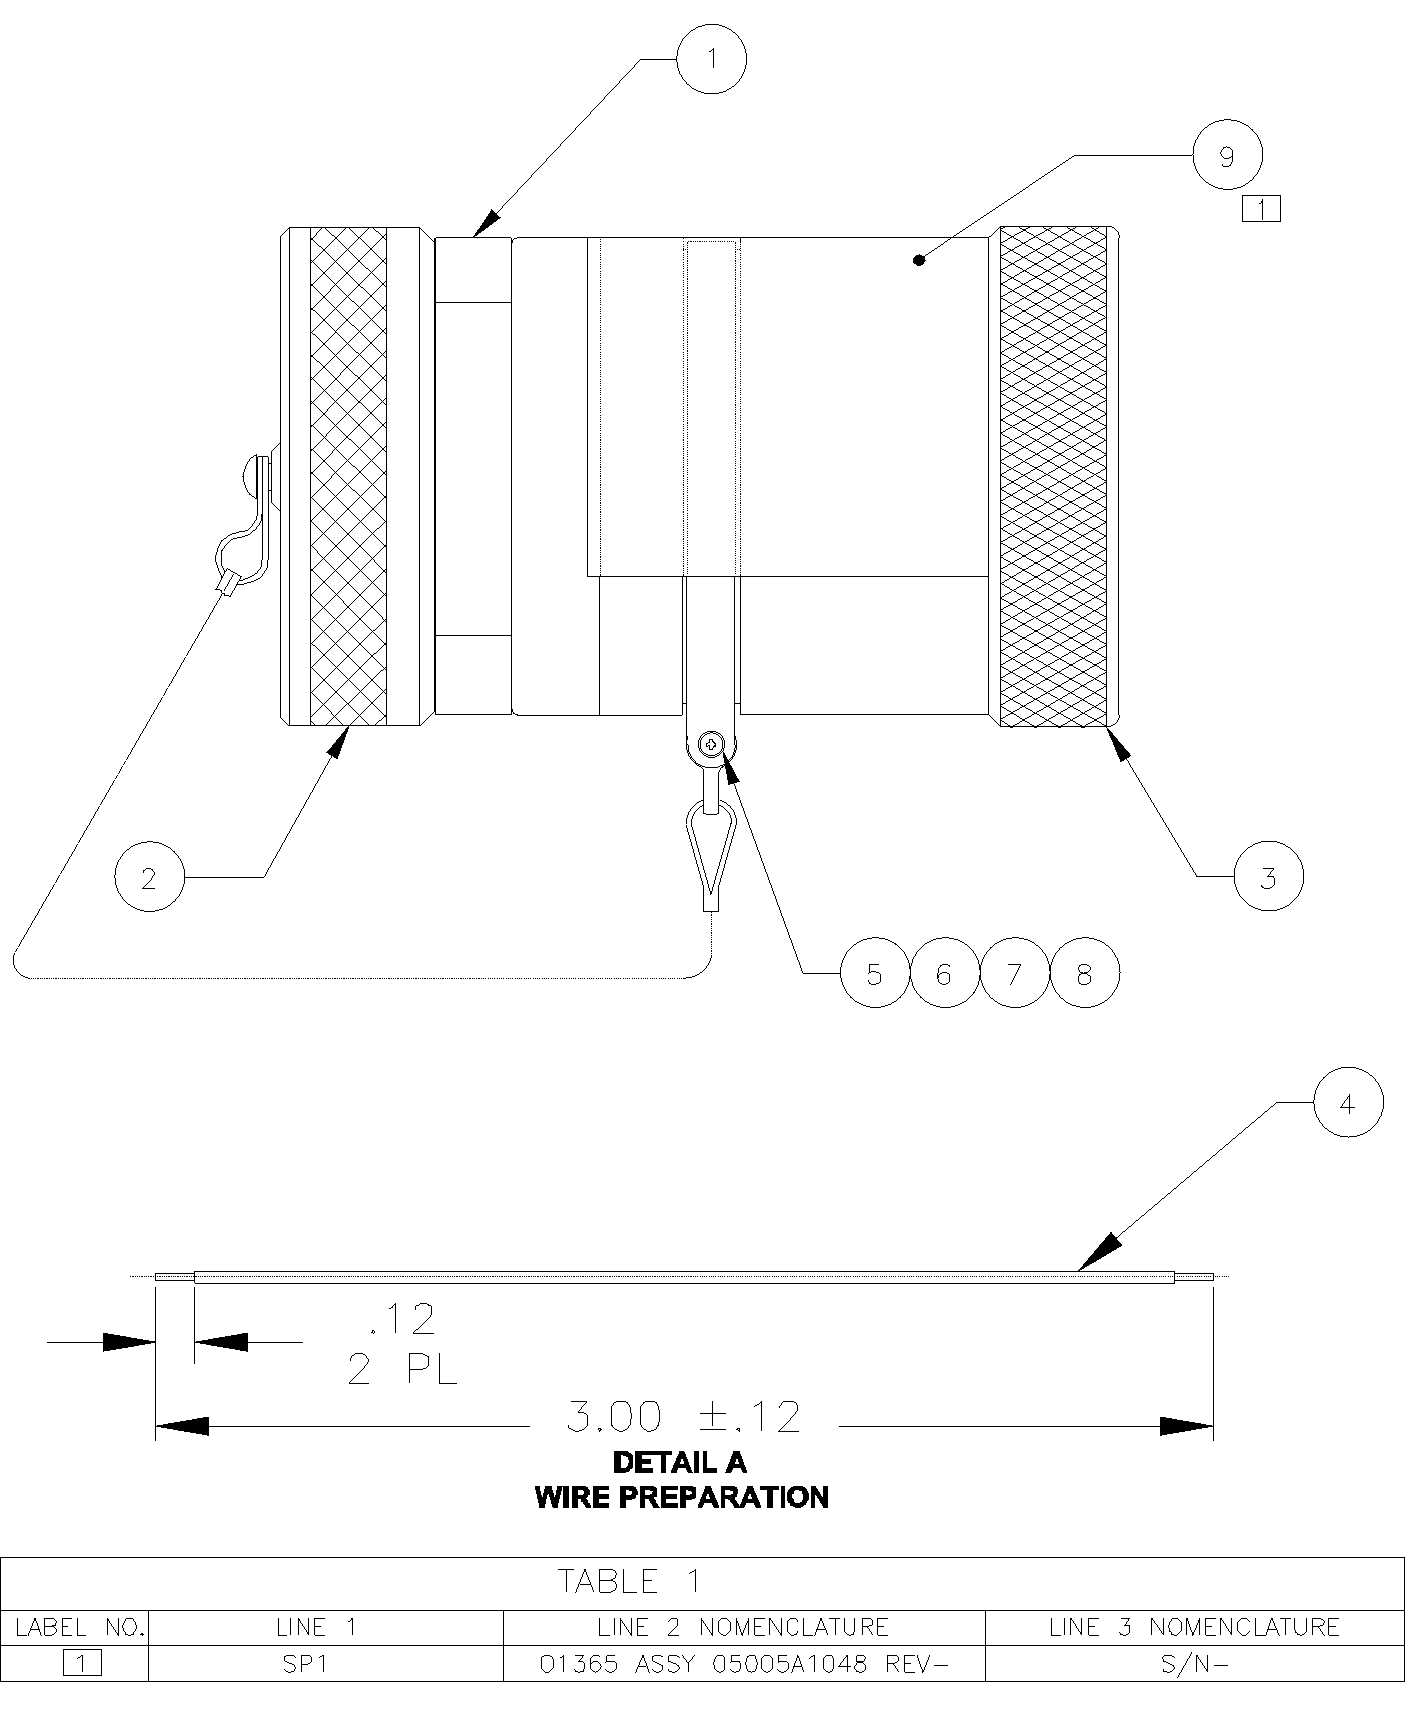 1
9
1
2
3
5 6 7 8
4
.12
2 PL
3.00 ±.12
DETAIL A
WIRE PREPARATION
TABLE 1
LABEL NO. LINE 1 LINE 2 NOMENCLATURE LINE 3 NOMENCLATURE
1 SP1 01365 ASSY 05005A1048 REV- S/N-